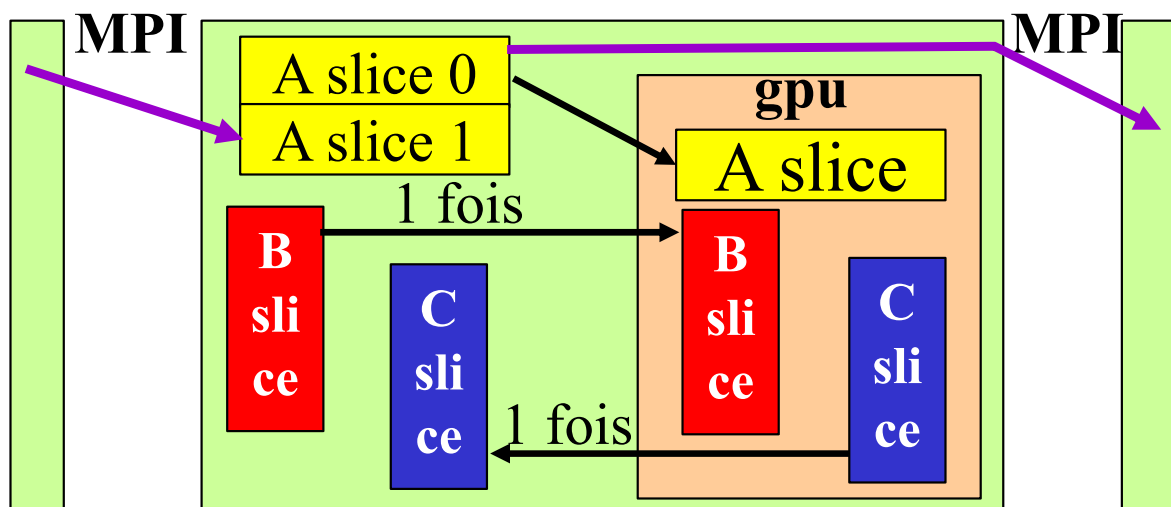 MPI
MPI
A slice 0
A slice 1
gpu
A slice
1 fois
B
sli
ce
C
sli
ce
B
sli
ce
C
sli
ce
1 fois